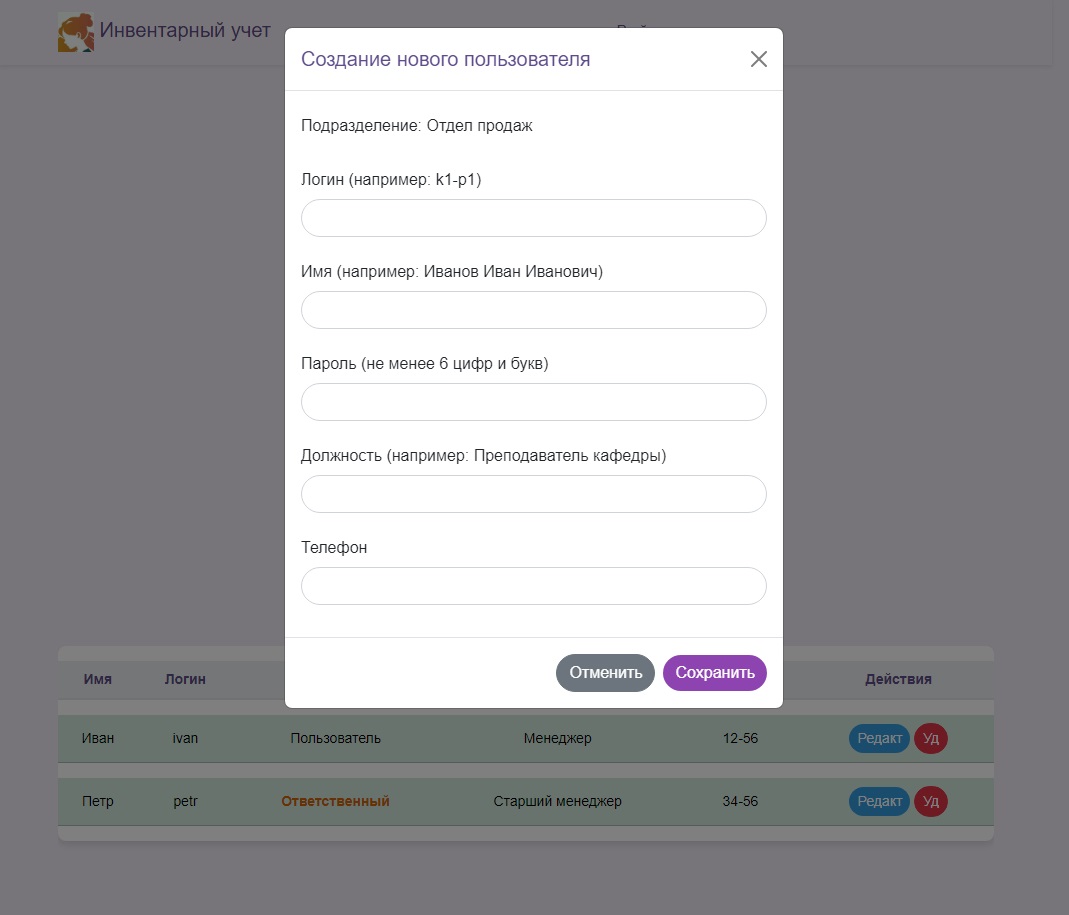 Инвентарный учет
Создание нового пользователя
Подразделение: Отдел продаж
Логин (например: k1-p1)
Имя (например: Иванов Иван Иванович)
Пароль (не менее 6 цифр и букв)
Должность (например: Преподаватель кафедры)
Телефон
Отменить Сохранить
Имя Логин Действия
Иван ivan Пользователь Менеджер 12-56 Редакт Уд
Петр petr Ответственный Старший менеджер 34-56 Редакт Уд